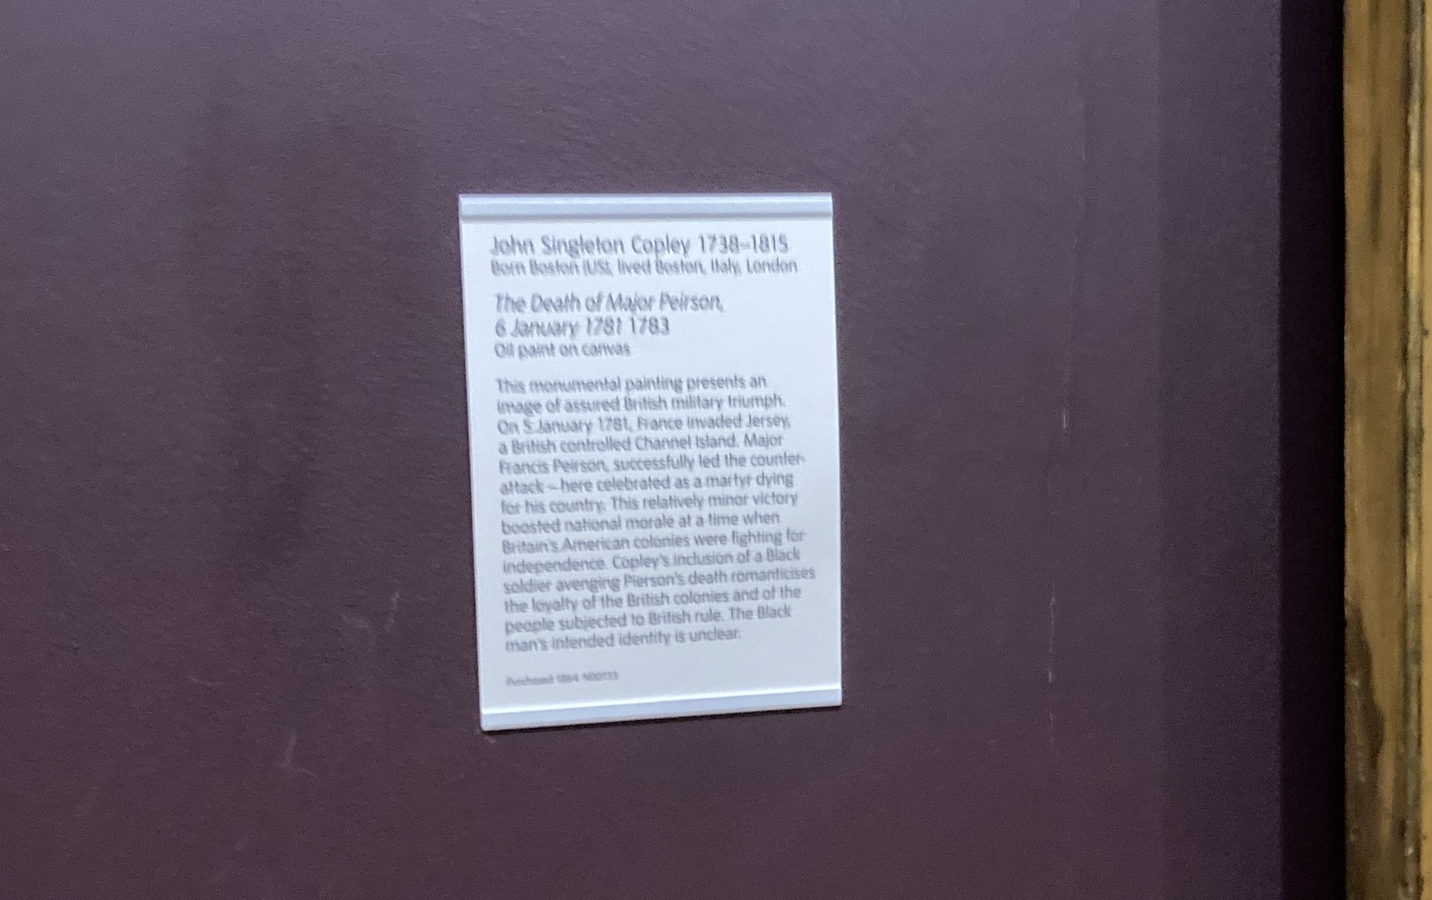 John Singleton Copley 1738–1815
Born Boston (US), lived Boston, Italy, London
The Death of Major Peirson,
6 January 1781 1783
Oil paint on canvas
This monumental painting presents an
image of assured British military triumph.
On 5 January 1781, France invaded Jersey,
a British controlled Channel Island. Major
Francis Peirson, successfully led the counter-
attack – here celebrated as a martyr dying
for his country. This relatively minor victory
boosted national morale at a time when
Britain's American colonies were fighting for
independence. Copley's inclusion of a Black
soldier avenging Pierson's death romanticises
the loyalty of the British colonies and of the
people subjected to British rule. The Black
man's intended identity is unclear.
Purchased 1864 N00733